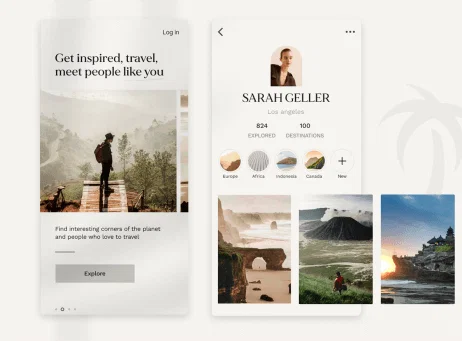 Log in
Get inspired, travel,
meet people like you
Find interesting corners of the planet
and people who love to travel
Explore
SARAH GELLER
Los Angeles
824
100
EXPLORED
DESTINATIONS
Europe
Africa
Indonesia
Canada
New